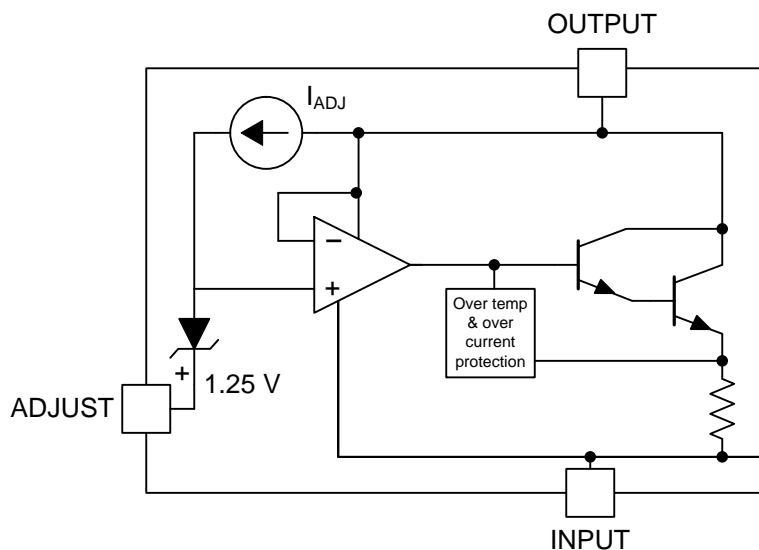 OUTPUT
I_ADJ
−
+
Over temp
& over
current
protection
+
1.25 V
ADJUST
INPUT